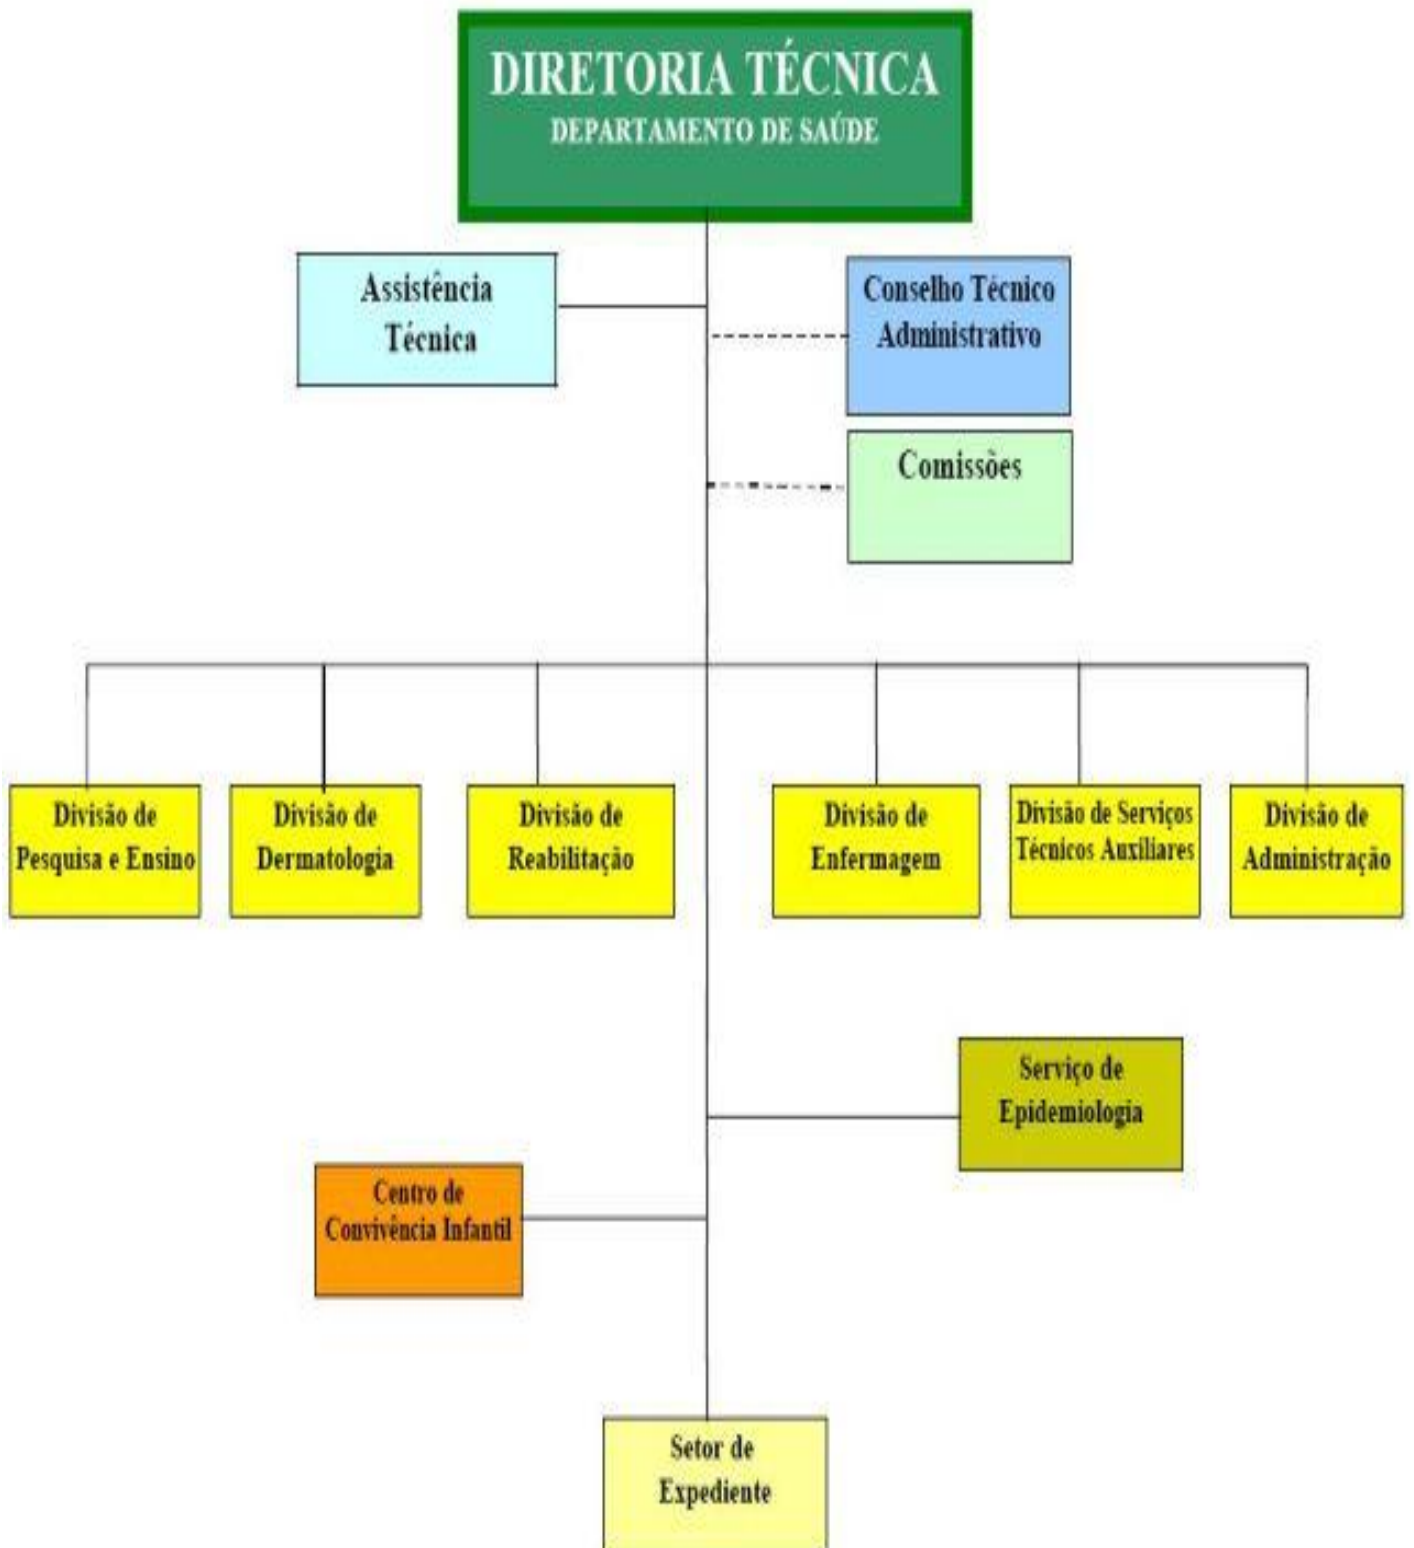 DIRETORIA TÉCNICA
DEPARTAMENTO DE SAÚDE
Assistência
Técnica
Conselho Técnico
Administrativo
Comissões
Divisão de
Pesquisa e Ensino
Divisão de
Dermatologia
Divisão de
Reabilitação
Divisão de
Enfermagem
Divisão de Serviços
Técnicos Auxiliares
Divisão de
Administração
Serviço de
Epidemiologia
Centro de
Convivência Infantil
Setor de
Expediente